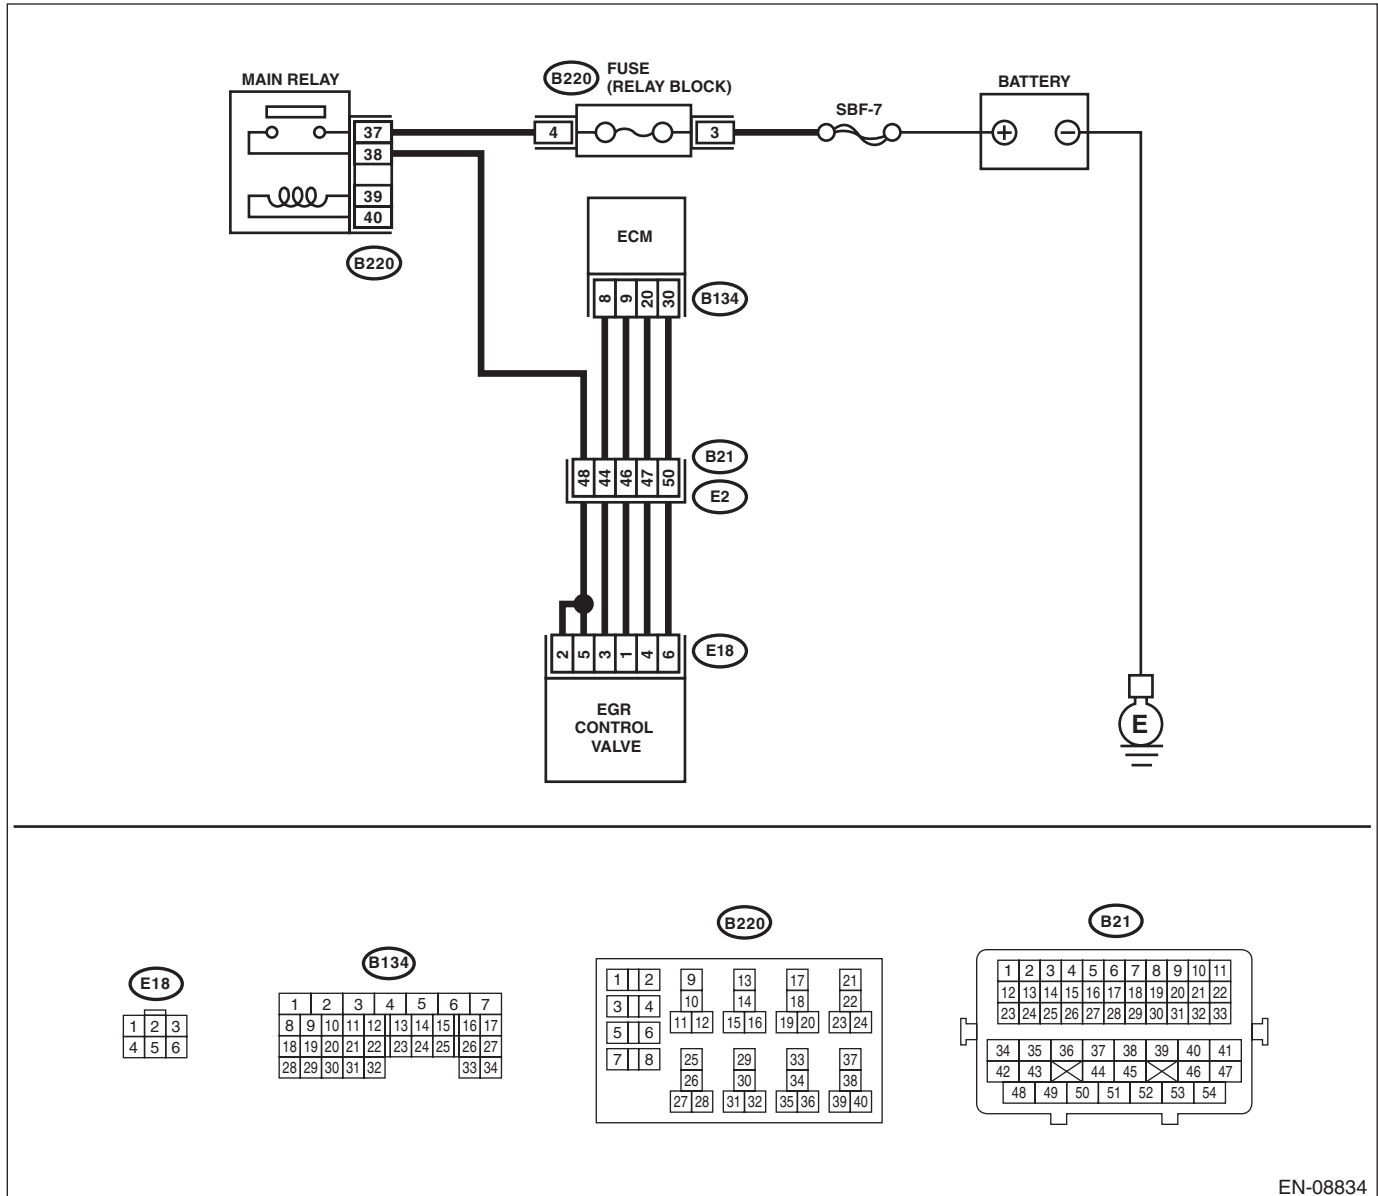 MAIN RELAY
B220
FUSE
(RELAY BLOCK)
SBF-7
BATTERY
37
38
39
40
4
3
+
−
B220
ECM
8 9 20 30
B134
48 44 46 47 50
B21
E2
2 5 3 1 4 6
E18
EGR
CONTROL
VALVE
E
E18
1 2 3
4 5 6
B134
1 2 3 4 5 6 7
8 9 10 11 12 13 14 15 16 17
18 19 20 21 22 23 24 25 26 27
28 29 30 31 32 33 34
B220
1 2
3 4
5 6
7 8
9
10
11 12
13
14
15 16
17
18
19 20
21
22
23 24
25
26
27 28
29
30
31 32
33
34
35 36
37
38
39 40
B21
1 2 3 4 5 6 7 8 9 10 11
12 13 14 15 16 17 18 19 20 21 22
23 24 25 26 27 28 29 30 31 32 33
34 35 36 37 38 39 40 41
42 43 44 45 46 47
48 49 50 51 52 53 54
EN-08834